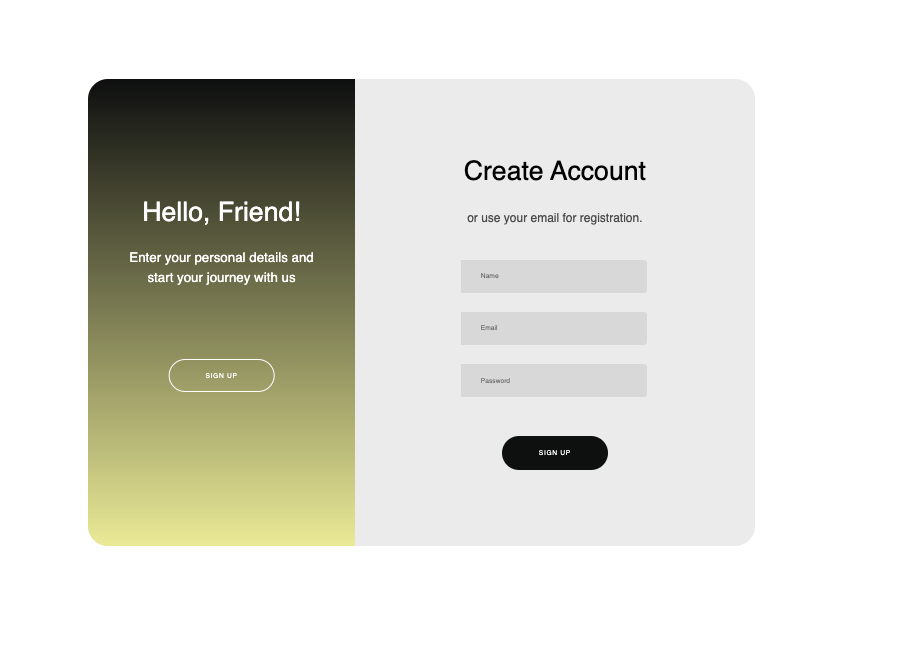 Hello, Friend!
Enter your personal details and
start your journey with us
SIGN UP
Create Account
or use your email for registration.
Name
Email
Password
SIGN UP